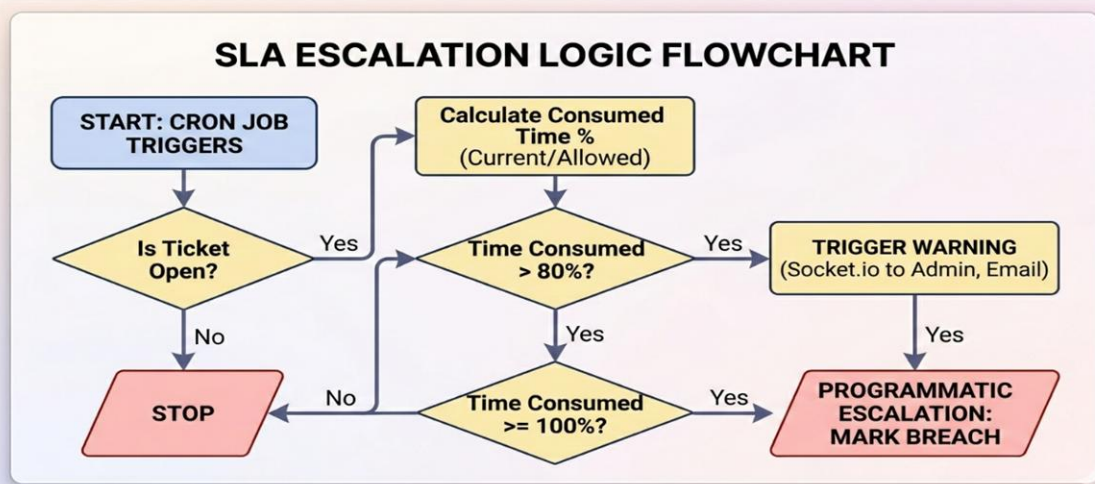 SLA ESCALATION LOGIC FLOWCHART
START: CRON JOB
TRIGGERS
Calculate Consumed
Time %
(Current/Allowed)
Is Ticket
Open?
Yes
Time Consumed
> 80%?
Yes
TRIGGER WARNING
(Socket.io to Admin, Email)
No
Yes
Yes
STOP
No
Time Consumed
>= 100%?
Yes
PROGRAMMATIC
ESCALATION:
MARK BREACH